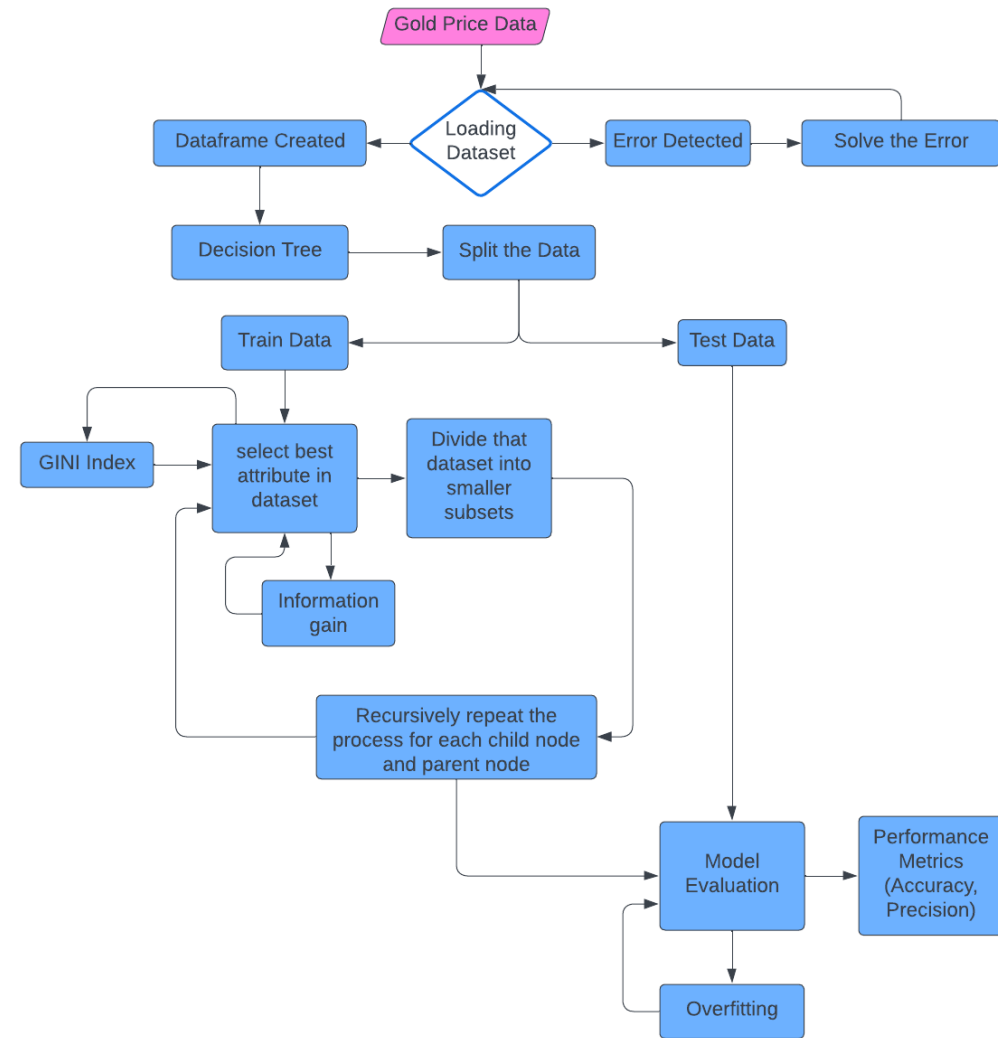 Gold Price Data
Loading
Dataset
Dataframe Created
Error Detected
Solve the Error
Decision Tree
Split the Data
Train Data
Test Data
GINI Index
select best
attribute in
dataset
Divide that
dataset into
smaller
subsets
Information
gain
Recursively repeat the
process for each child node
and parent node
Model
Evaluation
Performance
Metrics
(Accuracy,
Precision)
Overfitting